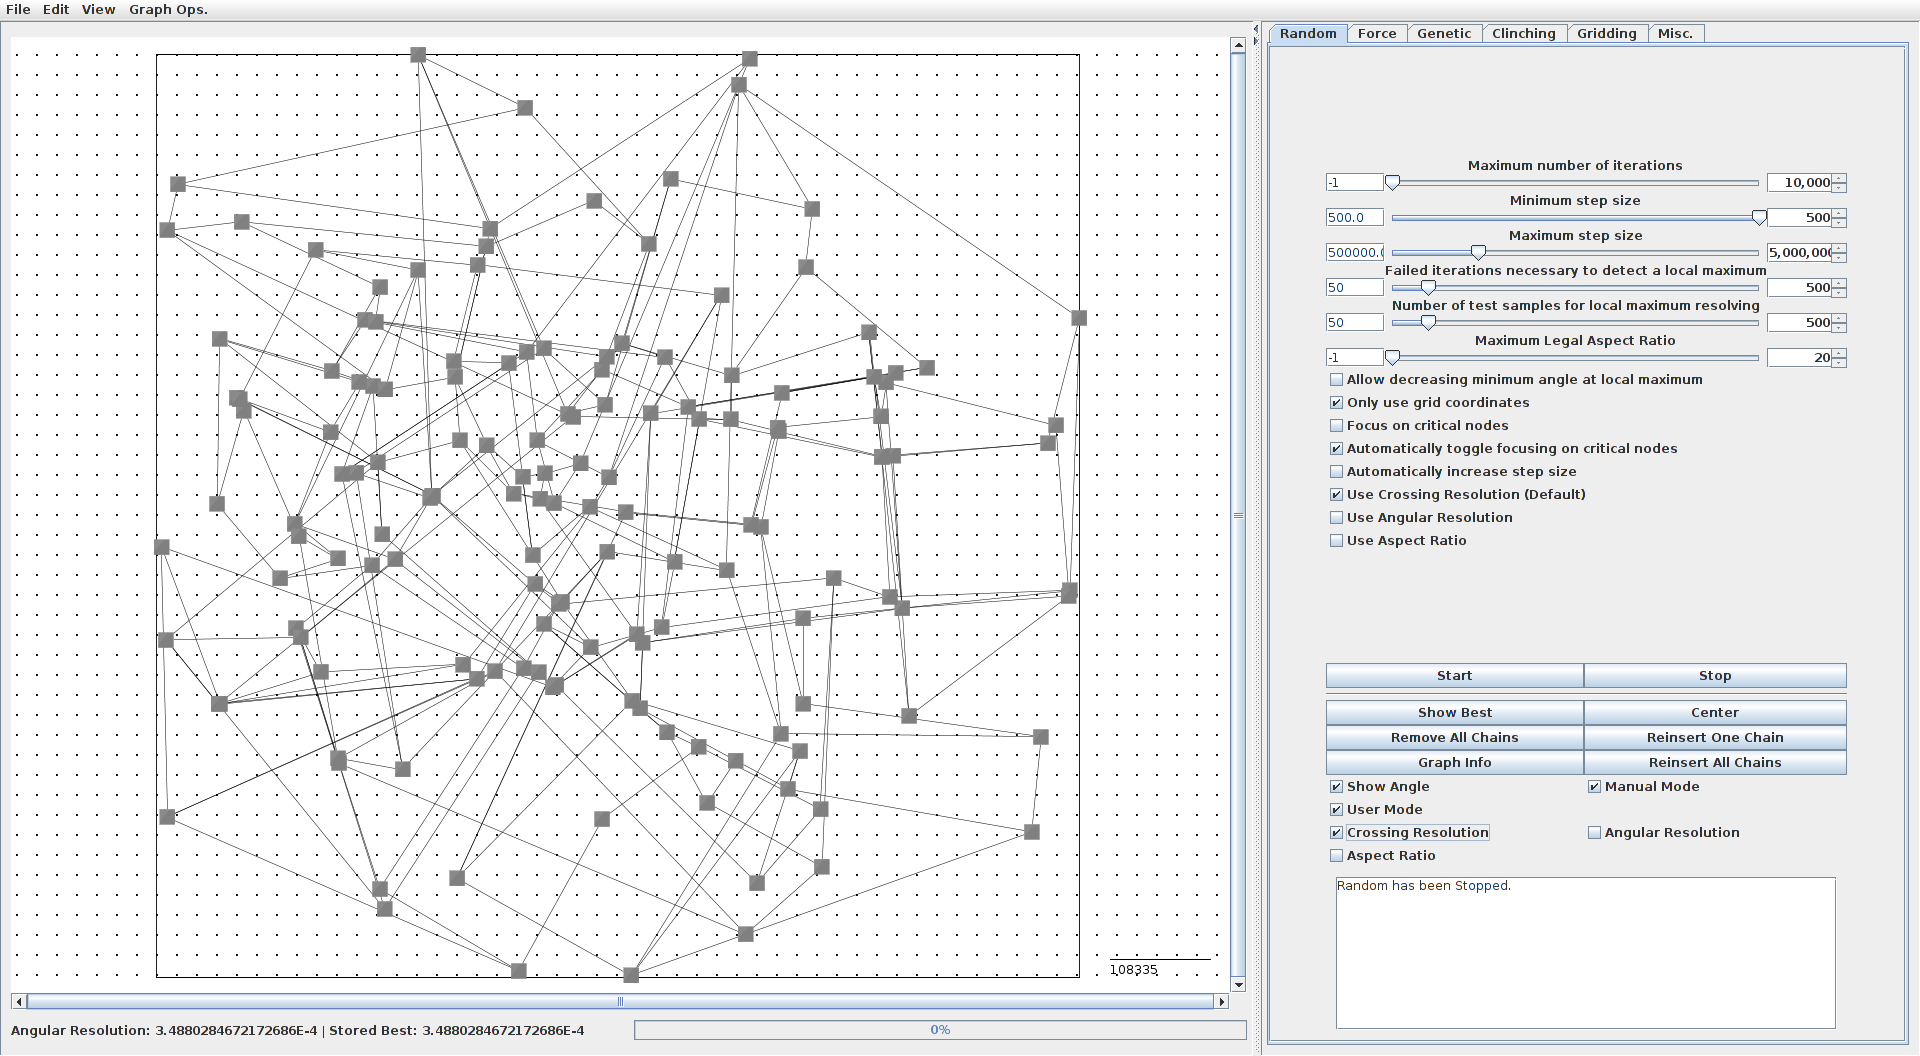 File Edit View Graph Ops.
Random Force Genetic Clinching Gridding Misc.
Maximum number of iterations
-1 10,000
Minimum step size
500.0 500
Maximum step size
500000. 5,000,00
Failed iterations necessary to detect a local maximum
50 500
Number of test samples for local maximum resolving
50 500
Maximum Legal Aspect Ratio
-1 20
Allow decreasing minimum angle at local maximum
Only use grid coordinates
Focus on critical nodes
Automatically toggle focusing on critical nodes
Automatically increase step size
Use Crossing Resolution (Default)
Use Angular Resolution
Use Aspect Ratio
Start Stop
Show Best Center
Remove All Chains Reinsert One Chain
Graph Info Reinsert All Chains
Show Angle Manual Mode
User Mode
Crossing Resolution Angular Resolution
Aspect Ratio
Random has been Stopped.
108335
Angular Resolution: 3.4880284672172686E-4 | Stored Best: 3.4880284672172686E-4 0%